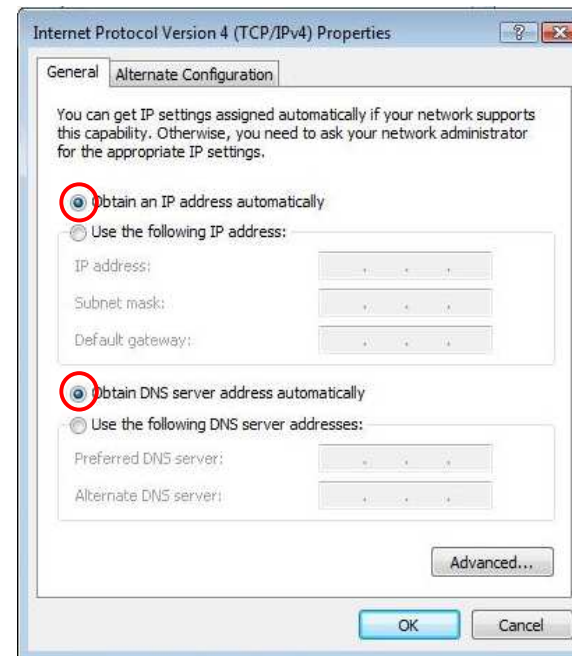 Internet Protocol Version 4 (TCP/IPv4) Properties
General
Alternate Configuration
You can get IP settings assigned automatically if your network supports
this capability. Otherwise, you need to ask your network administrator
for the appropriate IP settings.
Obtain an IP address automatically
Use the following IP address:
IP address:
Subnet mask:
Default gateway:
Obtain DNS server address automatically
Use the following DNS server addresses:
Preferred DNS server:
Alternate DNS server:
Advanced...
OK
Cancel